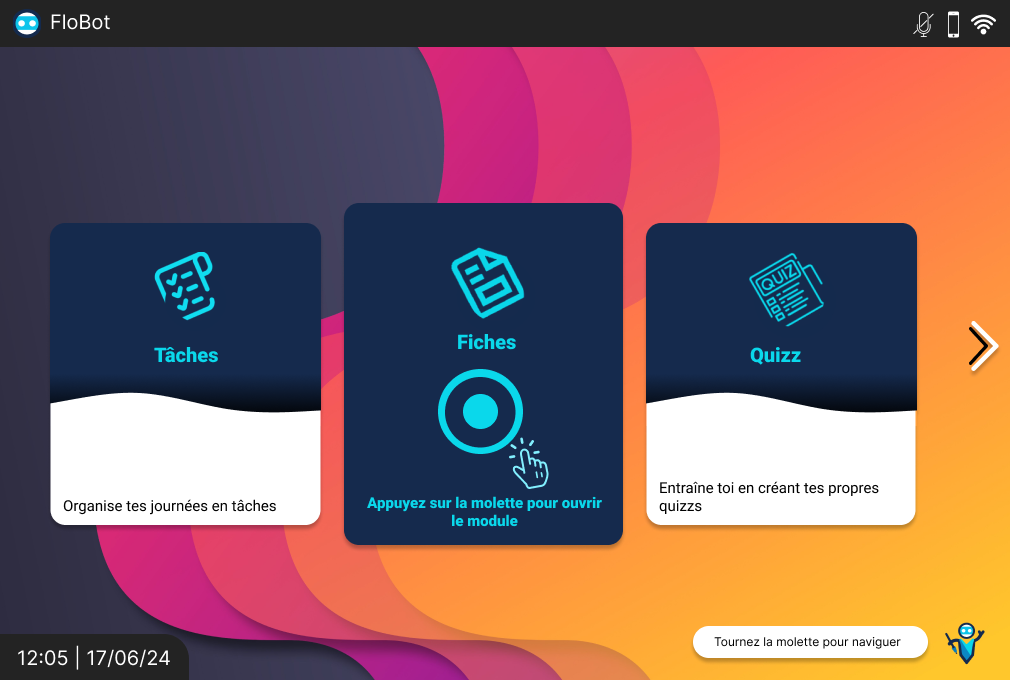 FloBot
Tâches
Organise tes journées en tâches
Fiches
Appuyez sur la molette pour ouvrir
le module
QUIZ
Quizz
Entraîne toi en créant tes propres
quizzs
Tournez la molette pour naviguer
12:05 | 17/06/24